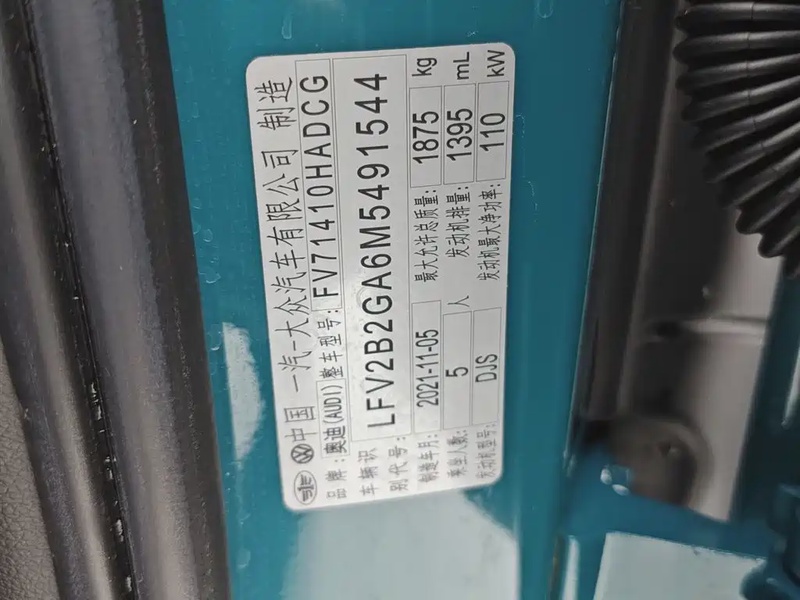 中国 一汽-大众汽车有限公司 制造
品牌: 奥迪(AUDI) 整车型号: FV71410HADCG
车辆识别代号: LFV2B2GA6M5491544
制造年月: 2021-11-05 最大允许总质量: 1875 kg
乘坐人数: 5 人 发动机排量: 1395 mL
发动机型号: DJS 发动机最大净功率: 110 kW